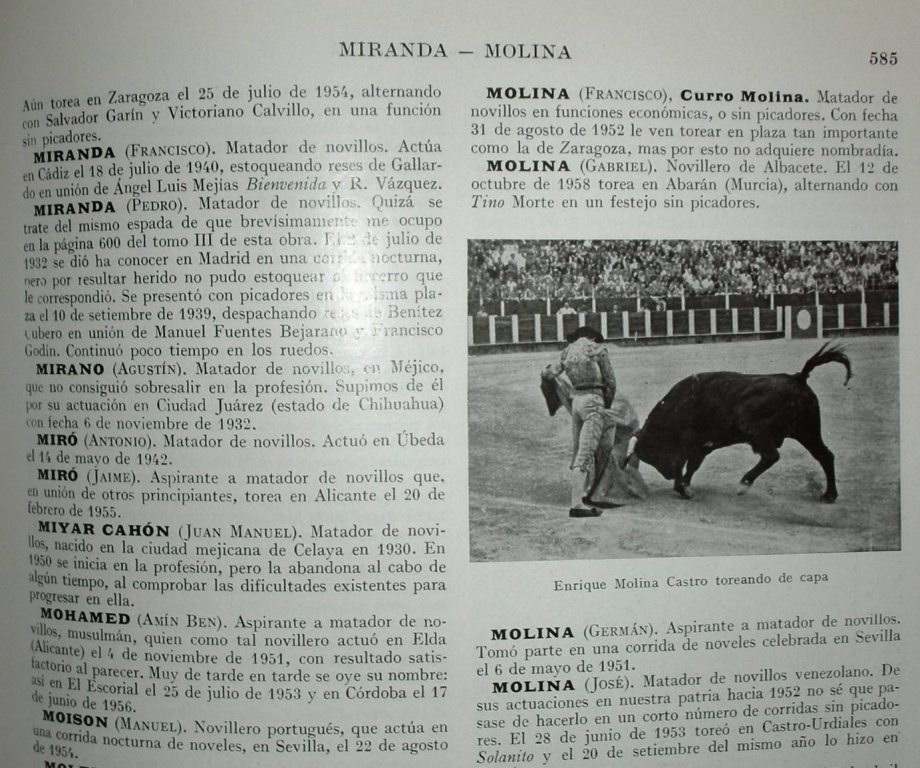 MIRANDA — MOLINA
585
Aún torea en Zaragoza el 25 de julio de 1954, alternando
con Salvador Garín y Victoriano Calvillo, en una función
sin picadores.
MIRANDA (FRANCISCO). Matador de novillos. Actúa
en Cádiz el 18 de julio de 1940, estoqueando reses de Gallar-
do en unión de Ángel Luis Mejías Bienvenida y R. Vázquez.
MIRANDA (PEDRO). Matador de novillos. Quizá se
trate del mismo espada de que brevísimamente me ocupo
en la página 600 del tomo III de esta obra. El 2 de julio de
1932 se dió ha conocer en Madrid en una corrida nocturna,
pero por resultar herido no pudo estoquear al becerro que
le correspondió. Se presentó con picadores en la misma pla-
za el 10 de setiembre de 1939, despachando reses de Benítez
Cubero en unión de Manuel Fuentes Bejarano y Francisco
Godín. Continuó poco tiempo en los ruedos.
MIRANO (AGUSTÍN). Matador de novillos, en Méjico,
que no consiguió sobresalir en la profesión. Supimos de él
por su actuación en Ciudad Juárez (estado de Chihuahua)
con fecha 6 de noviembre de 1932.
MIRÓ (ANTONIO). Matador de novillos. Actuó en Úbeda
el 14 de mayo de 1942.
MIRÓ (JAIME). Aspirante a matador de novillos que,
en unión de otros principiantes, torea en Alicante el 20 de
febrero de 1955.
MIYAR CAHÓN (JUAN MANUEL). Matador de novi-
llos, nacido en la ciudad mejicana de Celaya en 1930. En
1950 se inicia en la profesión, pero la abandona al cabo de
algún tiempo, al comprobar las dificultades existentes para
progresar en ella.
MOHAMED (AMÍN BEN). Aspirante a matador de no-
villos, musulmán, quien como tal novillero actuó en Elda
(Alicante) el 4 de noviembre de 1951, con resultado satis-
factorio al parecer. Muy de tarde en tarde se oye su nombre:
así en El Escorial el 25 de julio de 1953 y en Córdoba el 17
de junio de 1956.
MOISON (MANUEL). Novillero portugués, que actúa en
una corrida nocturna de noveles, en Sevilla, el 22 de agosto
de 1954.
MOLINA (FRANCISCO), Curro Molina. Matador de
novillos en funciones económicas, o sin picadores. Con fecha
31 de agosto de 1952 le ven torear en plaza tan importante
como la de Zaragoza, mas por esto no adquiere nombradía.
MOLINA (GABRIEL). Novillero de Albacete. El 12 de
octubre de 1958 torea en Abarán (Murcia), alternando con
Tino Morte en un festejo sin picadores.
Enrique Molina Castro toreando de capa
MOLINA (GERMÁN). Aspirante a matador de novillos.
Tomó parte en una corrida de noveles celebrada en Sevilla
el 6 de mayo de 1951.
MOLINA (JOSÉ). Matador de novillos venezolano. De
sus actuaciones en nuestra patria hacia 1952 no sé que pa-
sase de hacerlo en un corto número de corridas sin picado-
res. El 28 de junio de 1953 toreó en Castro-Urdiales con
Solanito y el 20 de setiembre del mismo año lo hizo en